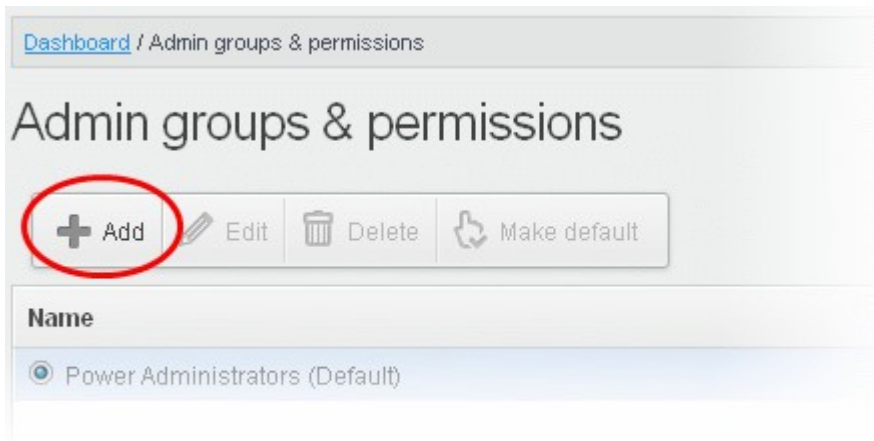 Dashboard / Admin groups & permissions
Admin groups & permissions
Add Edit Delete Make default
Name
Power Administrators (Default)